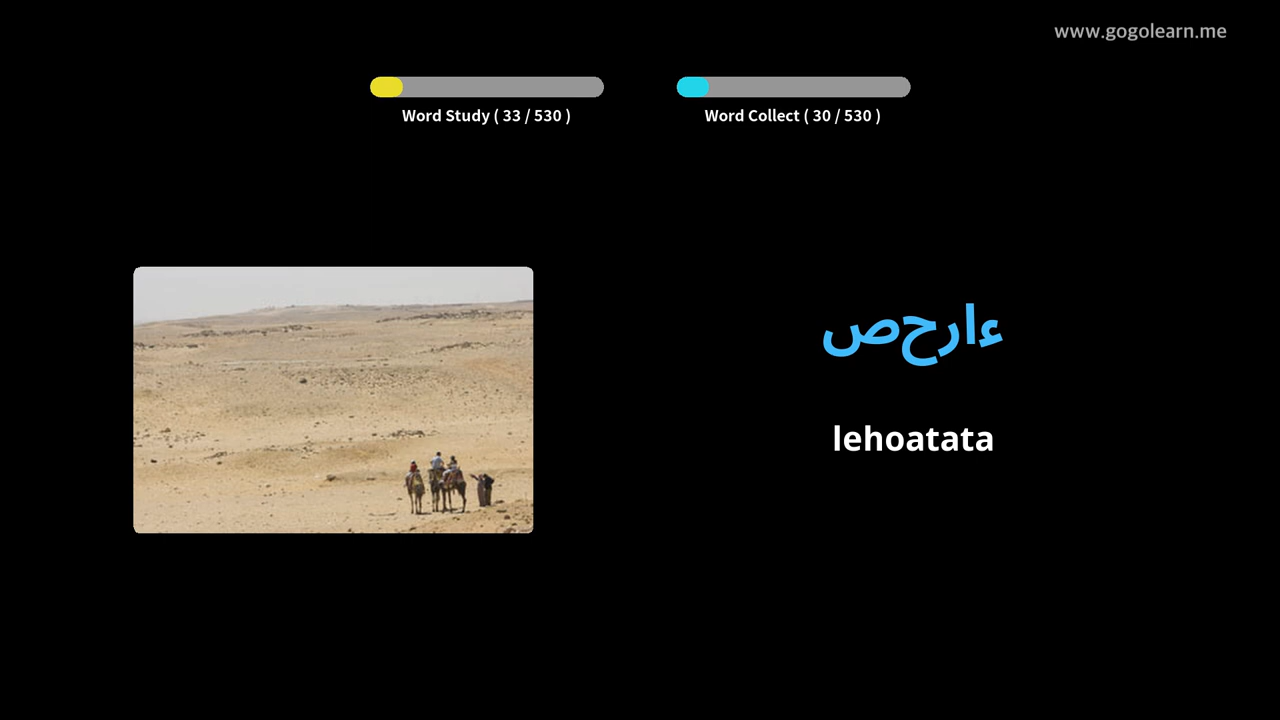 www.gogolearn.me
Word Study ( 33 / 530 )
Word Collect ( 30 / 530 )
ءارحص
lehoatata